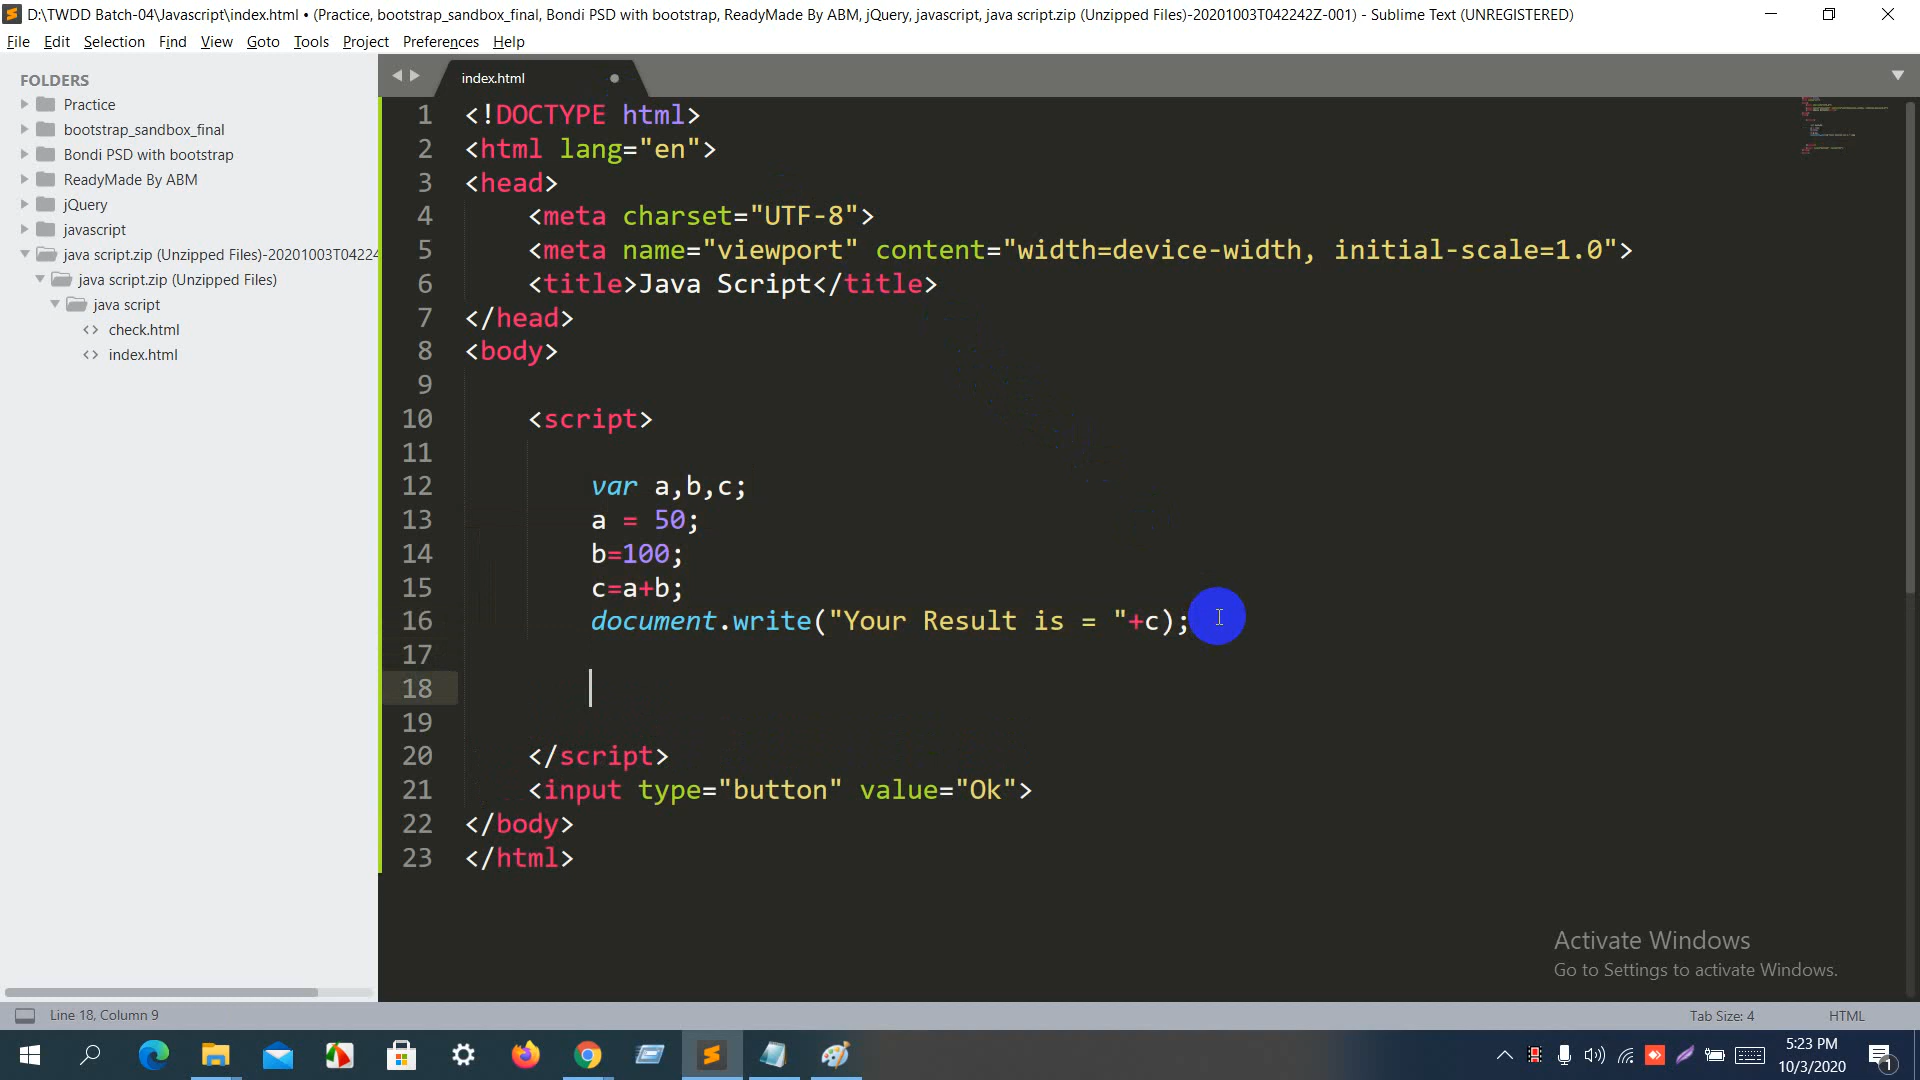 D:\TWDD Batch-04\Javascript\index.html • (Practice, bootstrap_sandbox_final, Bondi PSD with bootstrap, ReadyMade By ABM, jQuery, javascript, java script.zip (Unzipped Files)-20201003T042242Z-001) - Sublime Text (UNREGISTERED)
File Edit Selection Find View Goto Tools Project Preferences Help
FOLDERS
Practice
bootstrap_sandbox_final
Bondi PSD with bootstrap
ReadyMade By ABM
jQuery
javascript
java script.zip (Unzipped Files)-20201003T04224
java script.zip (Unzipped Files)
java script
check.html
index.html
index.html
1 <!DOCTYPE html>
2 <html lang="en">
3 <head>
4 <meta charset="UTF-8">
5 <meta name="viewport" content="width=device-width, initial-scale=1.0">
6 <title>Java Script</title>
7 </head>
8 <body>
9
10 <script>
11
12 var a,b,c;
13 a = 50;
14 b=100;
15 c=a+b;
16 document.write("Your Result is = "+c);
17
18
19
20 </script>
21 <input type="button" value="Ok">
22 </body>
23 </html>
Activate Windows
Go to Settings to activate Windows.
Line 18, Column 9
Tab Size: 4
HTML
5:23 PM
10/3/2020
1